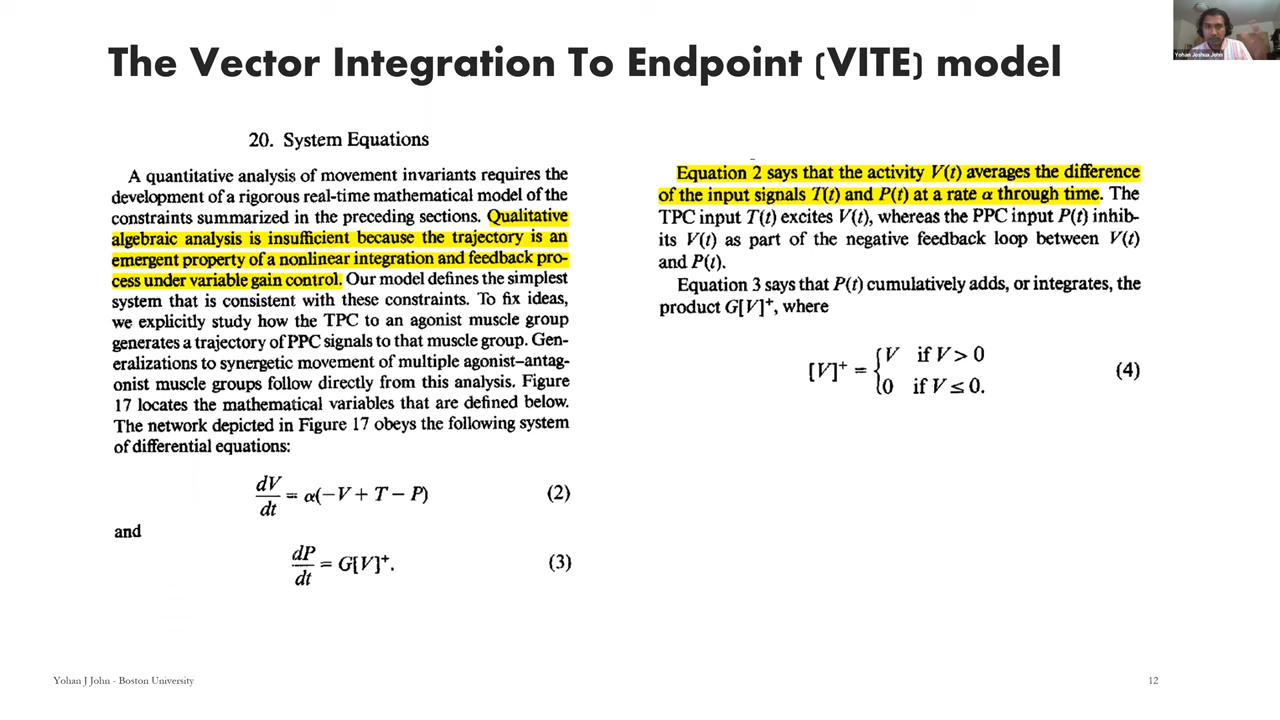 The Vector Integration To Endpoint (VITE) model
Yohan Joshua John
20. System Equations
A quantitative analysis of movement invariants requires the
development of a rigorous real-time mathematical model of the
constraints summarized in the preceding sections. Qualitative
algebraic analysis is insufficient because the trajectory is an
emergent property of a nonlinear integration and feedback pro-
cess under variable gain control. Our model defines the simplest
system that is consistent with these constraints. To fix ideas,
we explicitly study how the TPC to an agonist muscle group
generates a trajectory of PPC signals to that muscle group. Gen-
eralizations to synergetic movement of multiple agonist–antag-
onist muscle groups follow directly from this analysis. Figure
17 locates the mathematical variables that are defined below.
The network depicted in Figure 17 obeys the following system
of differential equations:
dV/dt = α(−V + T − P) (2)
and
dP/dt = G[V]⁺. (3)
Equation 2 says that the activity V(t) averages the difference
of the input signals T(t) and P(t) at a rate α through time. The
TPC input T(t) excites V(t), whereas the PPC input P(t) inhib-
its V(t) as part of the negative feedback loop between V(t)
and P(t).
Equation 3 says that P(t) cumulatively adds, or integrates, the
product G[V]⁺, where
[V]⁺ = { V if V > 0
0 if V ≤ 0. (4)
Yohan J John - Boston University
12